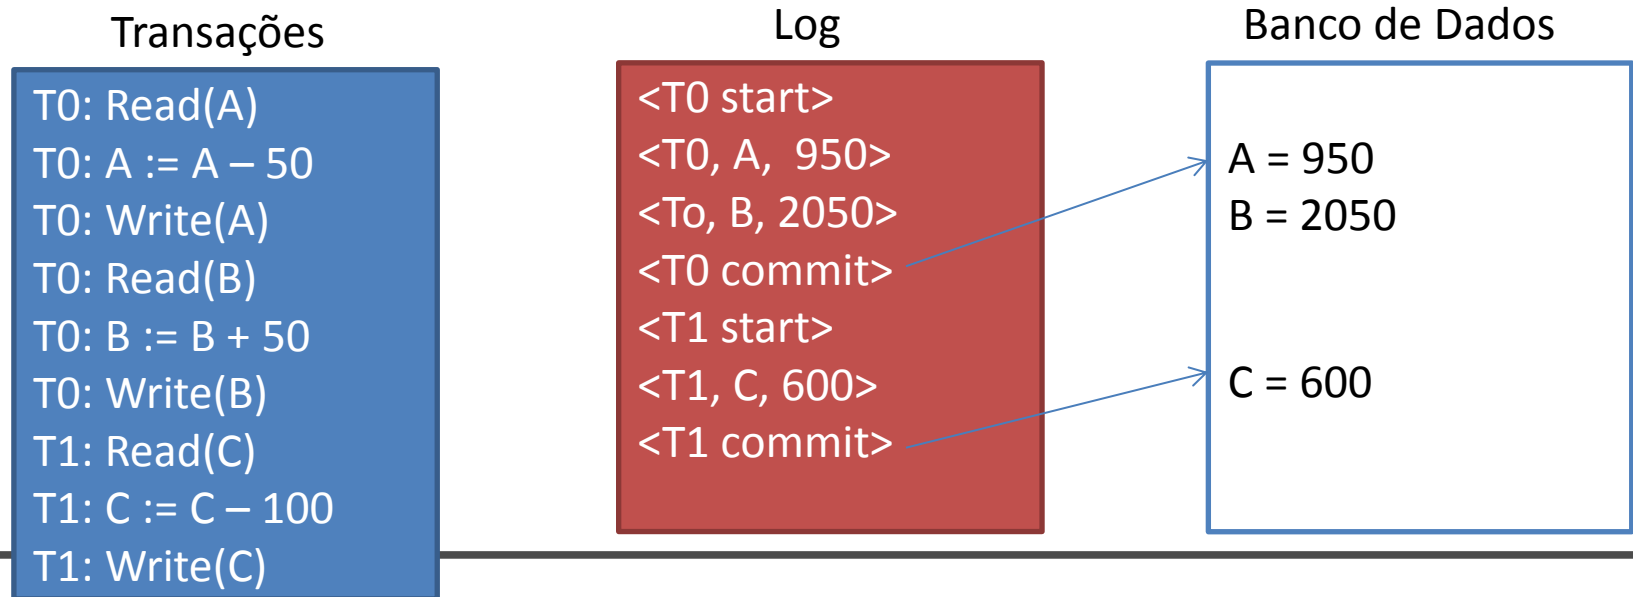 Transações
T0: Read(A)
T0: A := A – 50
T0: Write(A)
T0: Read(B)
T0: B := B + 50
T0: Write(B)
T1: Read(C)
T1: C := C – 100
T1: Write(C)
Log
<T0 start>
<T0, A,  950>
<To, B, 2050>
<T0 commit>
<T1 start>
<T1, C, 600>
<T1 commit>
Banco de Dados
A = 950
B = 2050
C = 600